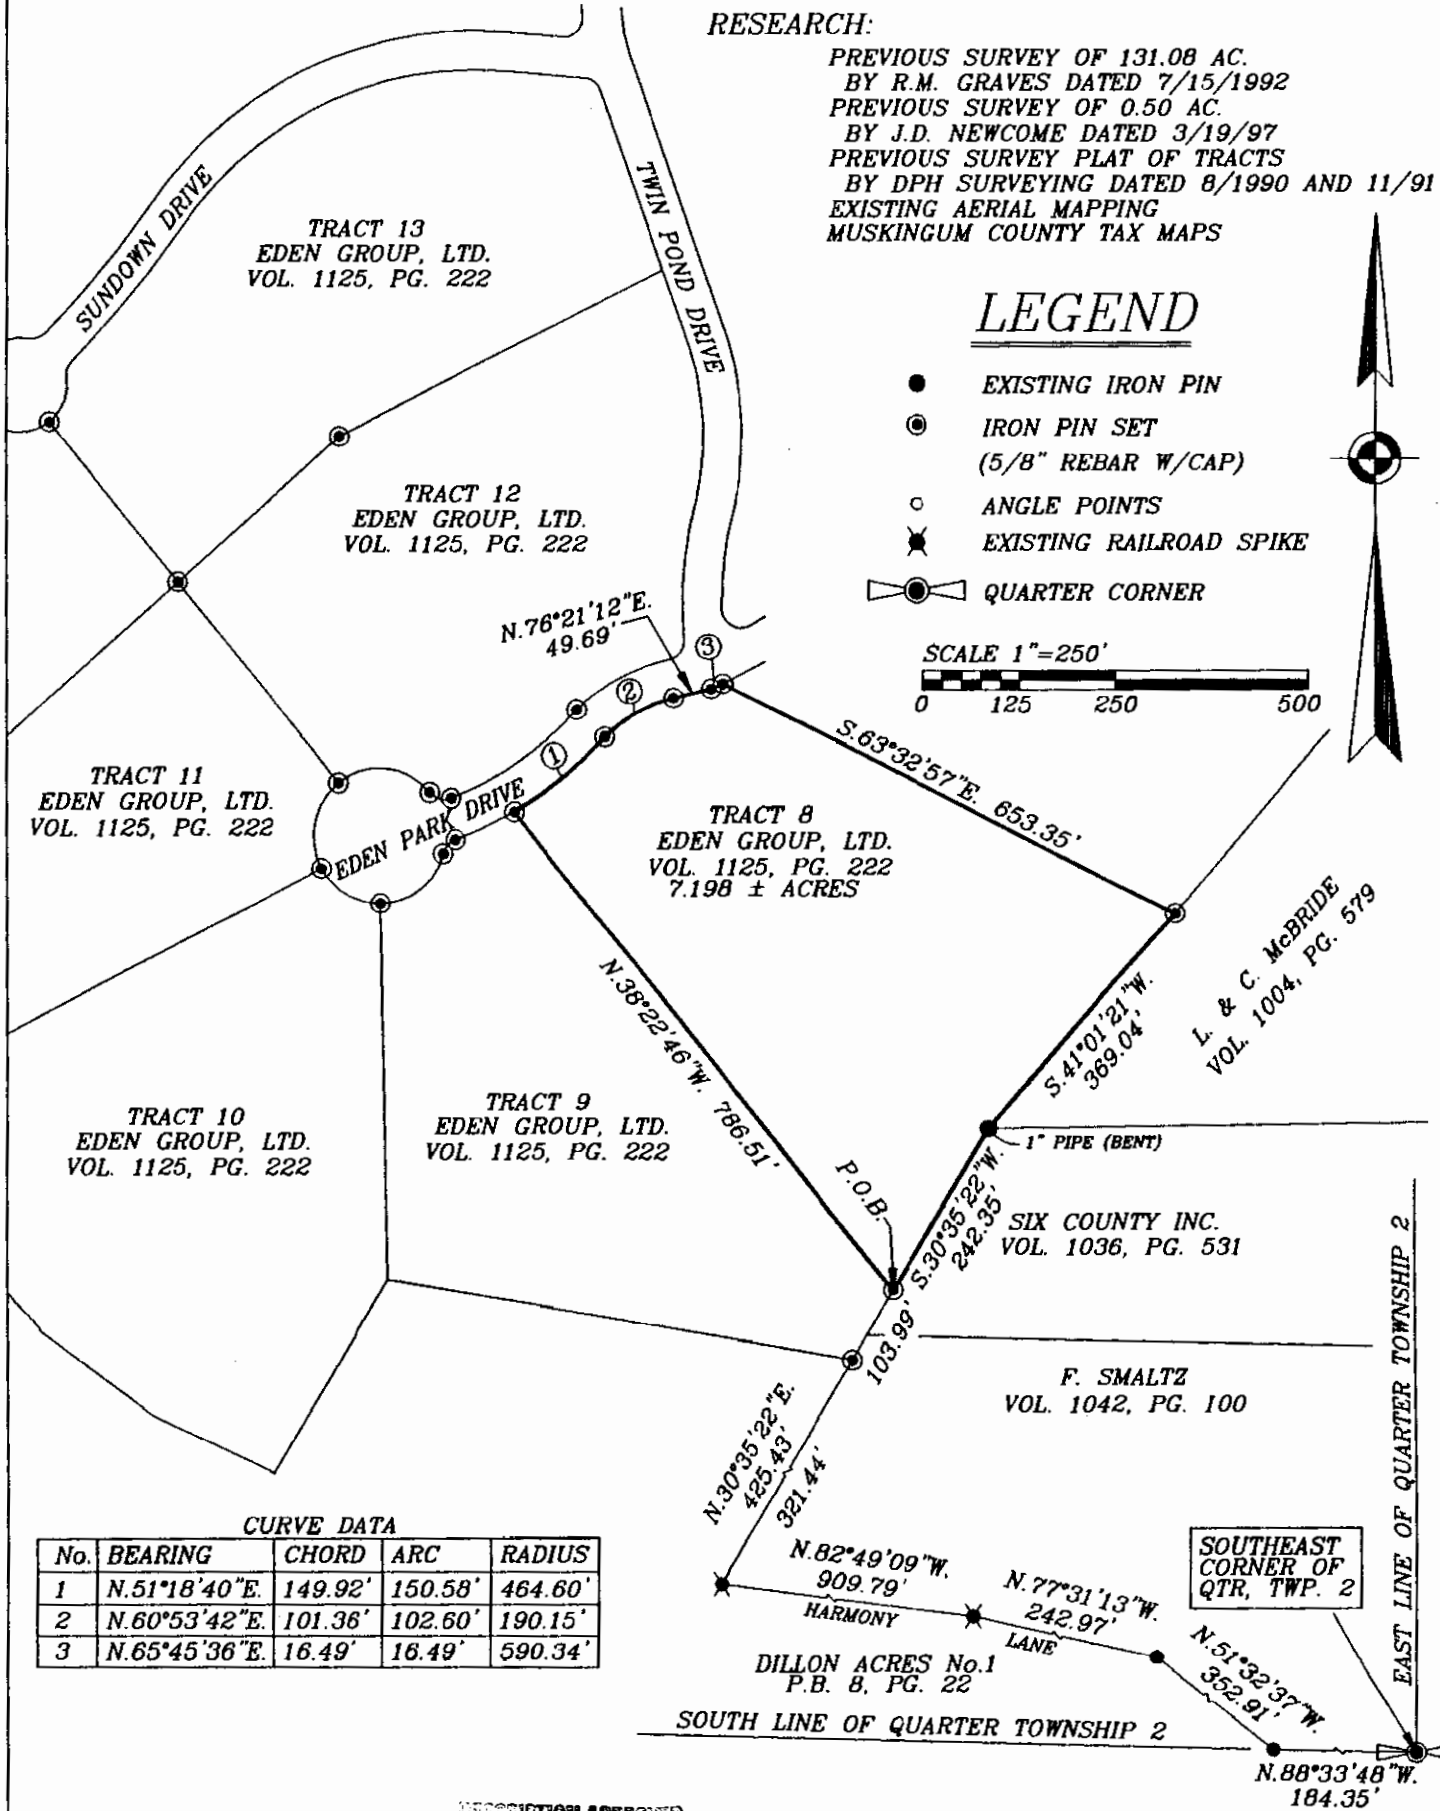 RESEARCH:
PREVIOUS SURVEY OF 131.08 AC.
BY R.M. GRAVES DATED 7/15/1992
PREVIOUS SURVEY OF 0.50 AC.
BY J.D. NEWCOME DATED 3/19/97
PREVIOUS SURVEY PLAT OF TRACTS
BY DPH SURVEYING DATED 8/1990 AND 11/91
EXISTING AERIAL MAPPING
MUSKINGUM COUNTY TAX MAPS
LEGEND
EXISTING IRON PIN
IRON PIN SET
(5/8" REBAR W/CAP)
ANGLE POINTS
EXISTING RAILROAD SPIKE
QUARTER CORNER
SCALE 1"=250'
0 125 250 500
SUNDOWN DRIVE
TWIN POND DRIVE
TRACT 13
EDEN GROUP, LTD.
VOL. 1125, PG. 222
TRACT 12
EDEN GROUP, LTD.
VOL. 1125, PG. 222
N.76°21'12"E.
49.69'
3
2
1
TRACT 11
EDEN GROUP, LTD.
VOL. 1125, PG. 222
EDEN PARK DRIVE
S.63°32'57"E. 653.35'
TRACT 8
EDEN GROUP, LTD.
VOL. 1125, PG. 222
7.198 ± ACRES
L. & C. McBRIDE
VOL. 1004, PG. 579
N.38°22'46"W. 786.51'
S.41°01'21"W.
369.04'
TRACT 10
EDEN GROUP, LTD.
VOL. 1125, PG. 222
TRACT 9
EDEN GROUP, LTD.
VOL. 1125, PG. 222
1" PIPE (BENT)
P.O.B.
S.30°35'22"W.
242.35'
SIX COUNTY INC.
VOL. 1036, PG. 531
103.99'
F. SMALTZ
VOL. 1042, PG. 100
EAST LINE OF QUARTER TOWNSHIP 2
N.30°35'22"E.
425.43'
321.44'
CURVE DATA
No. BEARING CHORD ARC RADIUS
1 N.51°18'40"E. 149.92' 150.58' 464.60'
2 N.60°53'42"E. 101.36' 102.60' 190.15'
3 N.65°45'36"E. 16.49' 16.49' 590.34'
N.82°49'09"W.
909.79'
HARMONY
LANE
N.77°31'13"W.
242.97'
SOUTHEAST
CORNER OF
QTR, TWP. 2
N.51°32'37"W.
352.91'
DILLON ACRES No.1
P.B. 8, PG. 22
SOUTH LINE OF QUARTER TOWNSHIP 2
N.88°33'48"W.
184.35'